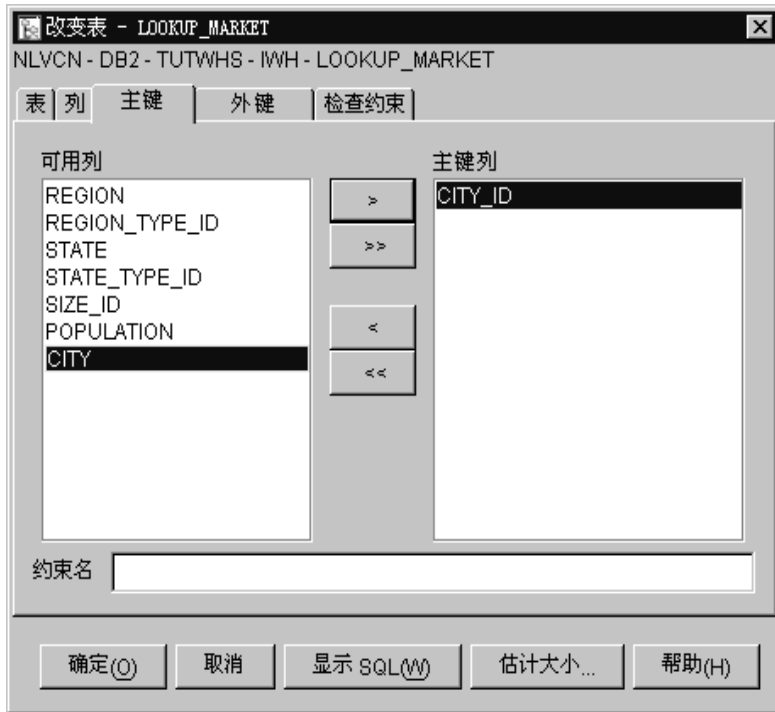 改变表 - LOOKUP_MARKET
NLVCN - DB2 - TUTWHS - IWH - LOOKUP_MARKET
表 列 主键 外键 检查约束
可用列 主键列
REGION > CITY_ID
REGION_TYPE_ID
STATE >>
STATE_TYPE_ID
SIZE_ID
POPULATION <
CITY <<
约束名
确定(O) 取消 显示 SQL(W) 估计大小... 帮助(H)